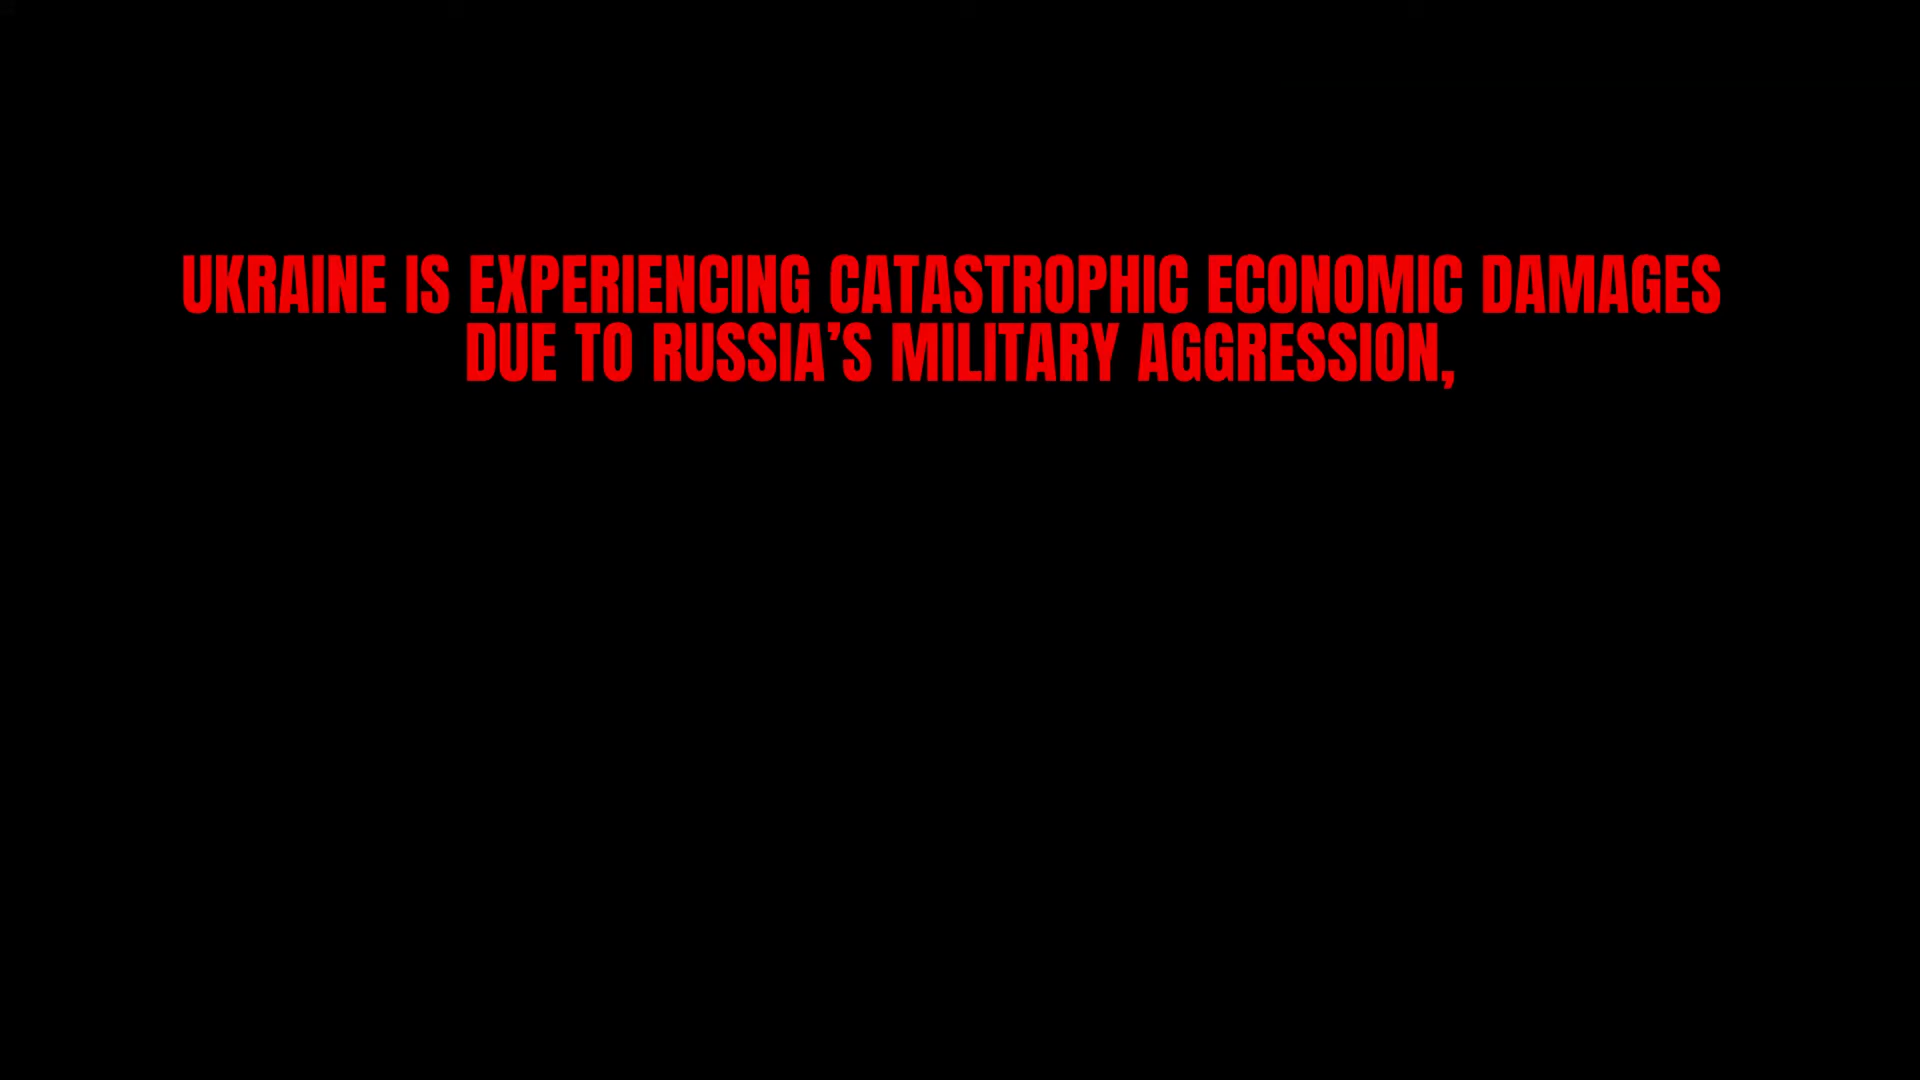 UKRAINE IS EXPERIENCING CATASTROPHIC ECONOMIC DAMAGES
DUE TO RUSSIA’S MILITARY AGGRESSION,